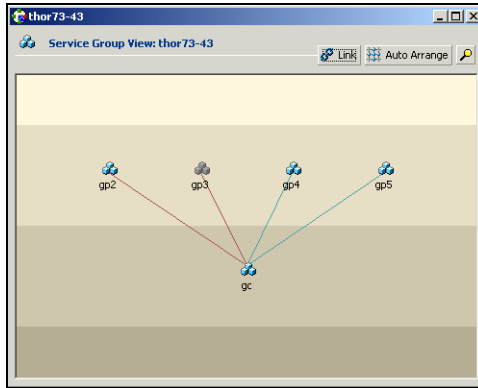 thor73-43
Service Group View: thor73-43
Link Auto Arrange
gp2 gp3 gp4 gp5
gc